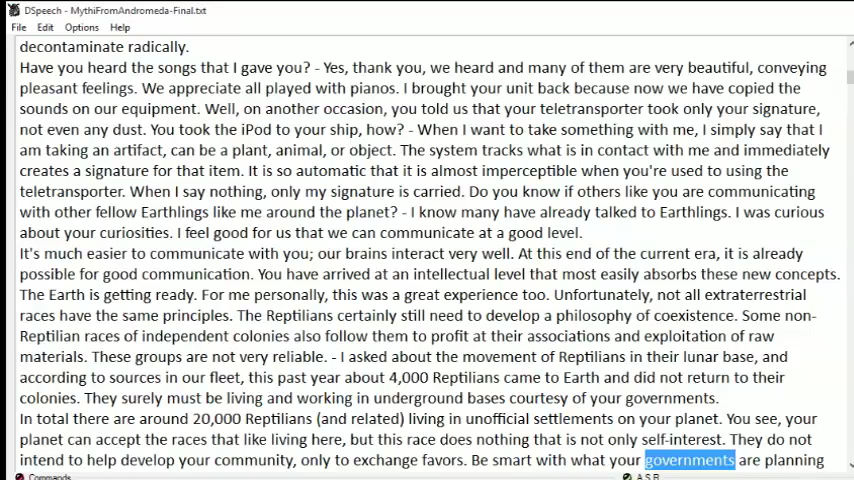 DSpeech - MythiFromAndromeda-Final.txt
File Edit Options Help
decontaminate radically.
Have you heard the songs that I gave you? - Yes, thank you, we heard and many of them are very beautiful, conveying
pleasant feelings. We appreciate all played with pianos. I brought your unit back because now we have copied the
sounds on our equipment. Well, on another occasion, you told us that your teletransporter took only your signature,
not even any dust. You took the iPod to your ship, how? - When I want to take something with me, I simply say that I
am taking an artifact, can be a plant, animal, or object. The system tracks what is in contact with me and immediately
creates a signature for that item. It is so automatic that it is almost imperceptible when you're used to using the
teletransporter. When I say nothing, only my signature is carried. Do you know if others like you are communicating
with other fellow Earthlings like me around the planet? - I know many have already talked to Earthlings. I was curious
about your curiosities. I feel good for us that we can communicate at a good level.
It's much easier to communicate with you; our brains interact very well. At this end of the current era, it is already
possible for good communication. You have arrived at an intellectual level that most easily absorbs these new concepts.
The Earth is getting ready. For me personally, this was a great experience too. Unfortunately, not all extraterrestrial
races have the same principles. The Reptilians certainly still need to develop a philosophy of coexistence. Some non-
Reptilian races of independent colonies also follow them to profit at their associations and exploitation of raw
materials. These groups are not very reliable. - I asked about the movement of Reptilians in their lunar base, and
according to sources in our fleet, this past year about 4,000 Reptilians came to Earth and did not return to their
colonies. They surely must be living and working in underground bases courtesy of your governments.
In total there are around 20,000 Reptilians (and related) living in unofficial settlements on your planet. You see, your
planet can accept the races that like living here, but this race does nothing that is not only self-interest. They do not
intend to help develop your community, only to exchange favors. Be smart with what your governments are planning
Commands A.S.R.